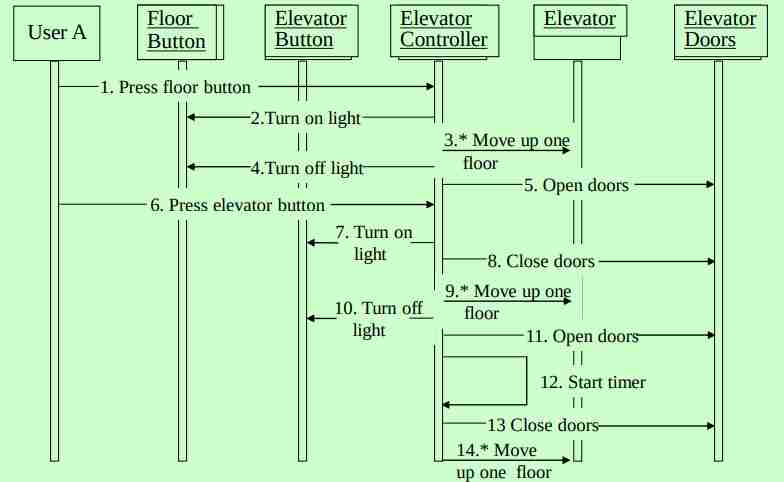 User A
Floor
Button
Elevator
Button
Elevator
Controller
Elevator
Elevator
Doors
1. Press floor button
2.Turn on light
3.* Move up one
floor
4.Turn off light
5. Open doors
6. Press elevator button
7. Turn on
light
8. Close doors
9.* Move up one
floor
10. Turn off
light
11. Open doors
12. Start timer
13 Close doors
14.* Move
up one floor